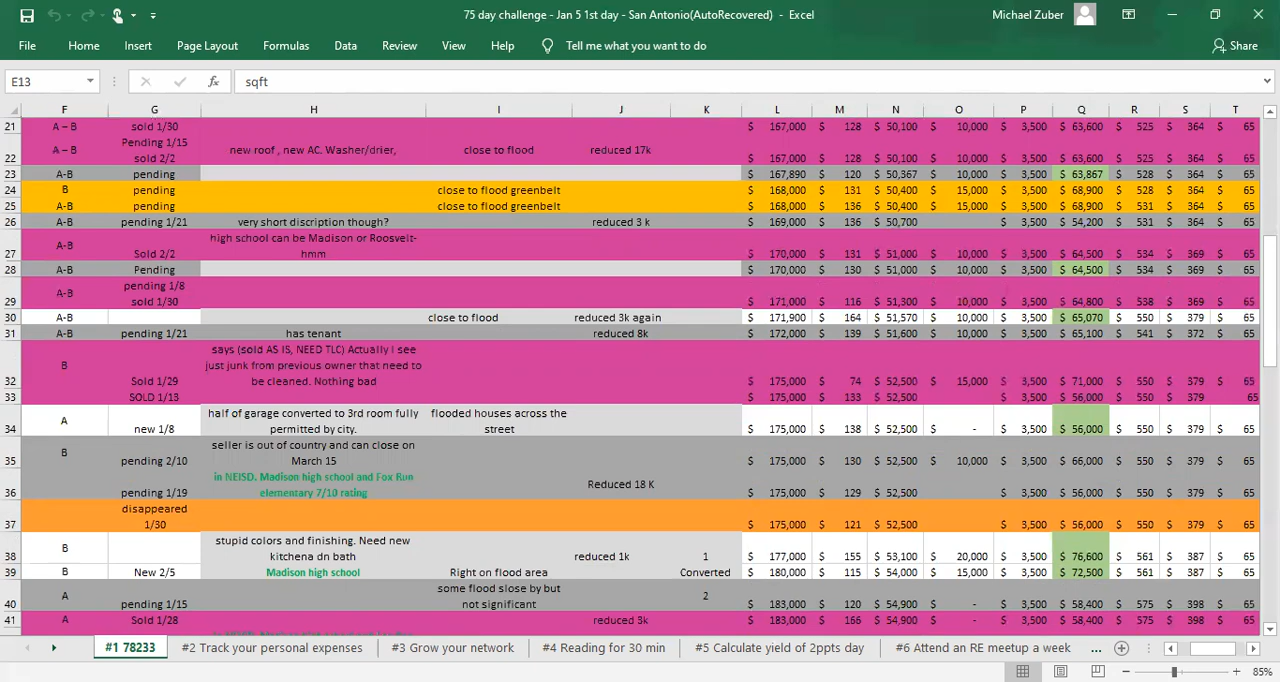 75 day challenge - Jan 5 1st day - San Antonio(AutoRecovered) - Excel
Michael Zuber
File Home Insert Page Layout Formulas Data Review View Help Tell me what you want to do
Share
E13 fx sqft
F G H I J K L M N O P Q R S T
21 A – B sold 1/30 $ 167,000 $ 128 $ 50,100 $ 10,000 $ 3,500 $ 63,600 $ 525 $ 364 $ 65
Pending 1/15
22 A – B sold 2/2 new roof , new AC. Washer/drier, close to flood reduced 17k $ 167,000 $ 128 $ 50,100 $ 10,000 $ 3,500 $ 63,600 $ 525 $ 364 $ 65
23 A-B pending $ 167,890 $ 120 $ 50,367 $ 10,000 $ 3,500 $ 63,867 $ 528 $ 364 $ 65
24 B pending close to flood greenbelt $ 168,000 $ 131 $ 50,400 $ 15,000 $ 3,500 $ 68,900 $ 528 $ 364 $ 65
25 A-B pending close to flood greenbelt $ 168,000 $ 136 $ 50,400 $ 15,000 $ 3,500 $ 68,900 $ 531 $ 364 $ 65
26 A-B pending 1/21 very short discription though? reduced 3 k $ 169,000 $ 136 $ 50,700 $ 3,500 $ 54,200 $ 531 $ 364 $ 65
high school can be Madison or Roosvelt-
27 A-B Sold 2/2 hmm $ 170,000 $ 131 $ 51,000 $ 10,000 $ 3,500 $ 64,500 $ 534 $ 369 $ 65
28 A-B Pending $ 170,000 $ 130 $ 51,000 $ 10,000 $ 3,500 $ 64,500 $ 534 $ 369 $ 65
pending 1/8
29 A-B sold 1/30 $ 171,000 $ 116 $ 51,300 $ 10,000 $ 3,500 $ 64,800 $ 538 $ 369 $ 65
30 A-B close to flood reduced 3k again $ 171,900 $ 164 $ 51,570 $ 10,000 $ 3,500 $ 65,070 $ 550 $ 379 $ 65
31 A-B pending 1/21 has tenant reduced 8k $ 172,000 $ 139 $ 51,600 $ 10,000 $ 3,500 $ 65,100 $ 541 $ 372 $ 65
says (sold AS IS, NEED TLC) Actually I see
B just junk from previous owner that need to
32 Sold 1/29 be cleaned. Nothing bad $ 175,000 $ 74 $ 52,500 $ 15,000 $ 3,500 $ 71,000 $ 550 $ 379 $ 65
33 SOLD 1/13 $ 175,000 $ 133 $ 52,500 $ 3,500 $ 56,000 $ 550 $ 379 65
A half of garage converted to 3rd room fully flooded houses across the
34 new 1/8 permitted by city. street $ 175,000 $ 138 $ 52,500 $ - $ 3,500 $ 56,000 $ 550 $ 379 $ 65
B seller is out of country and can close on
35 pending 2/10 March 15 $ 175,000 $ 130 $ 52,500 $ 10,000 $ 3,500 $ 66,000 $ 550 $ 379 $ 65
in NEISD. Madison high school and Fox Run Reduced 18 K
36 pending 1/19 elementary 7/10 rating $ 175,000 $ 129 $ 52,500 $ 3,500 $ 56,000 $ 550 $ 379 $ 65
disappeared
37 1/30 $ 175,000 $ 121 $ 52,500 $ 3,500 $ 56,000 $ 550 $ 379 $ 65
B stupid colors and finishing. Need new
38 kitchena dn bath reduced 1k 1 $ 177,000 $ 155 $ 53,100 $ 20,000 $ 3,500 $ 76,600 $ 561 $ 387 $ 65
39 B New 2/5 Madison high school Right on flood area Converted $ 180,000 $ 115 $ 54,000 $ 15,000 $ 3,500 $ 72,500 $ 561 $ 387 $ 65
A some flood slose by but 2
40 pending 1/15 not significant $ 183,000 $ 120 $ 54,900 $ - $ 3,500 $ 58,400 $ 575 $ 398 $ 65
41 A Sold 1/28 reduced 3k $ 183,000 $ 166 $ 54,900 $ - $ 3,500 $ 58,400 $ 575 $ 398 $ 65
#1 78233 #2 Track your personal expenses #3 Grow your network #4 Reading for 30 min #5 Calculate yield of 2ppts day #6 Attend an RE meetup a week ...
85%